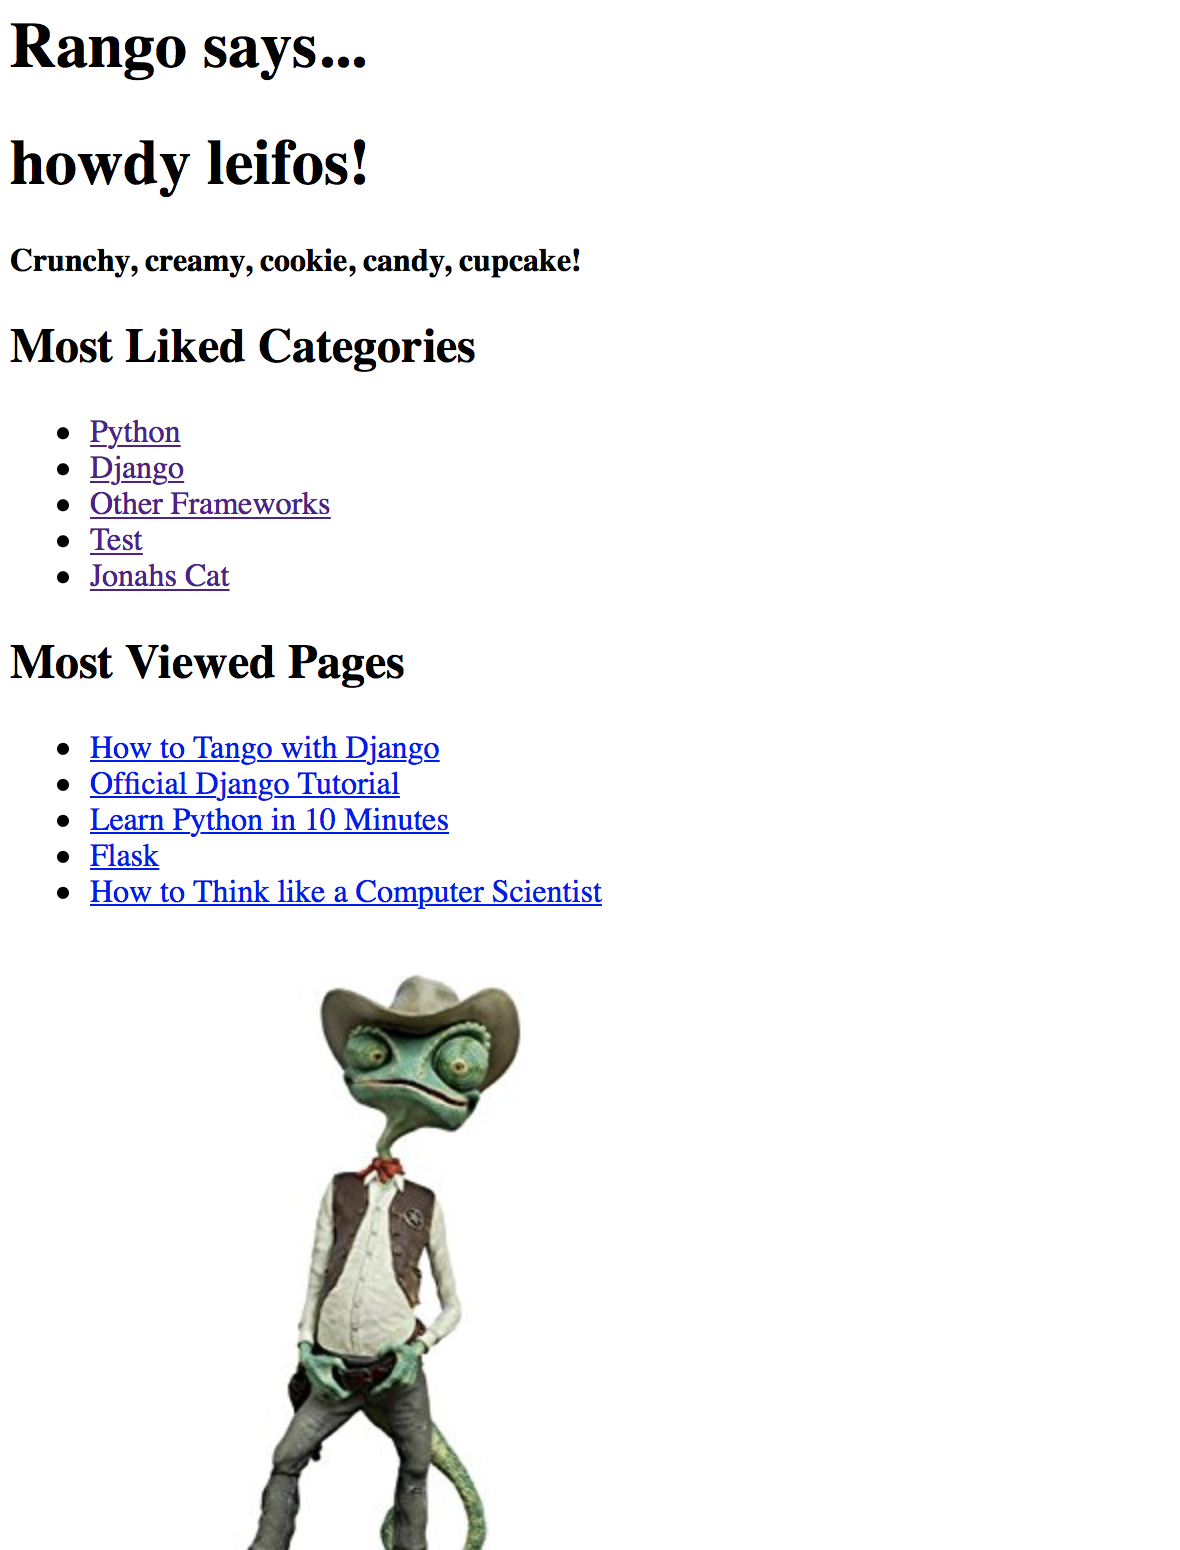 Rango says...
howdy leifos!
Crunchy, creamy, cookie, candy, cupcake!
Most Liked Categories
Python
Django
Other Frameworks
Test
Jonahs Cat
Most Viewed Pages
How to Tango with Django
Official Django Tutorial
Learn Python in 10 Minutes
Flask
How to Think like a Computer Scientist